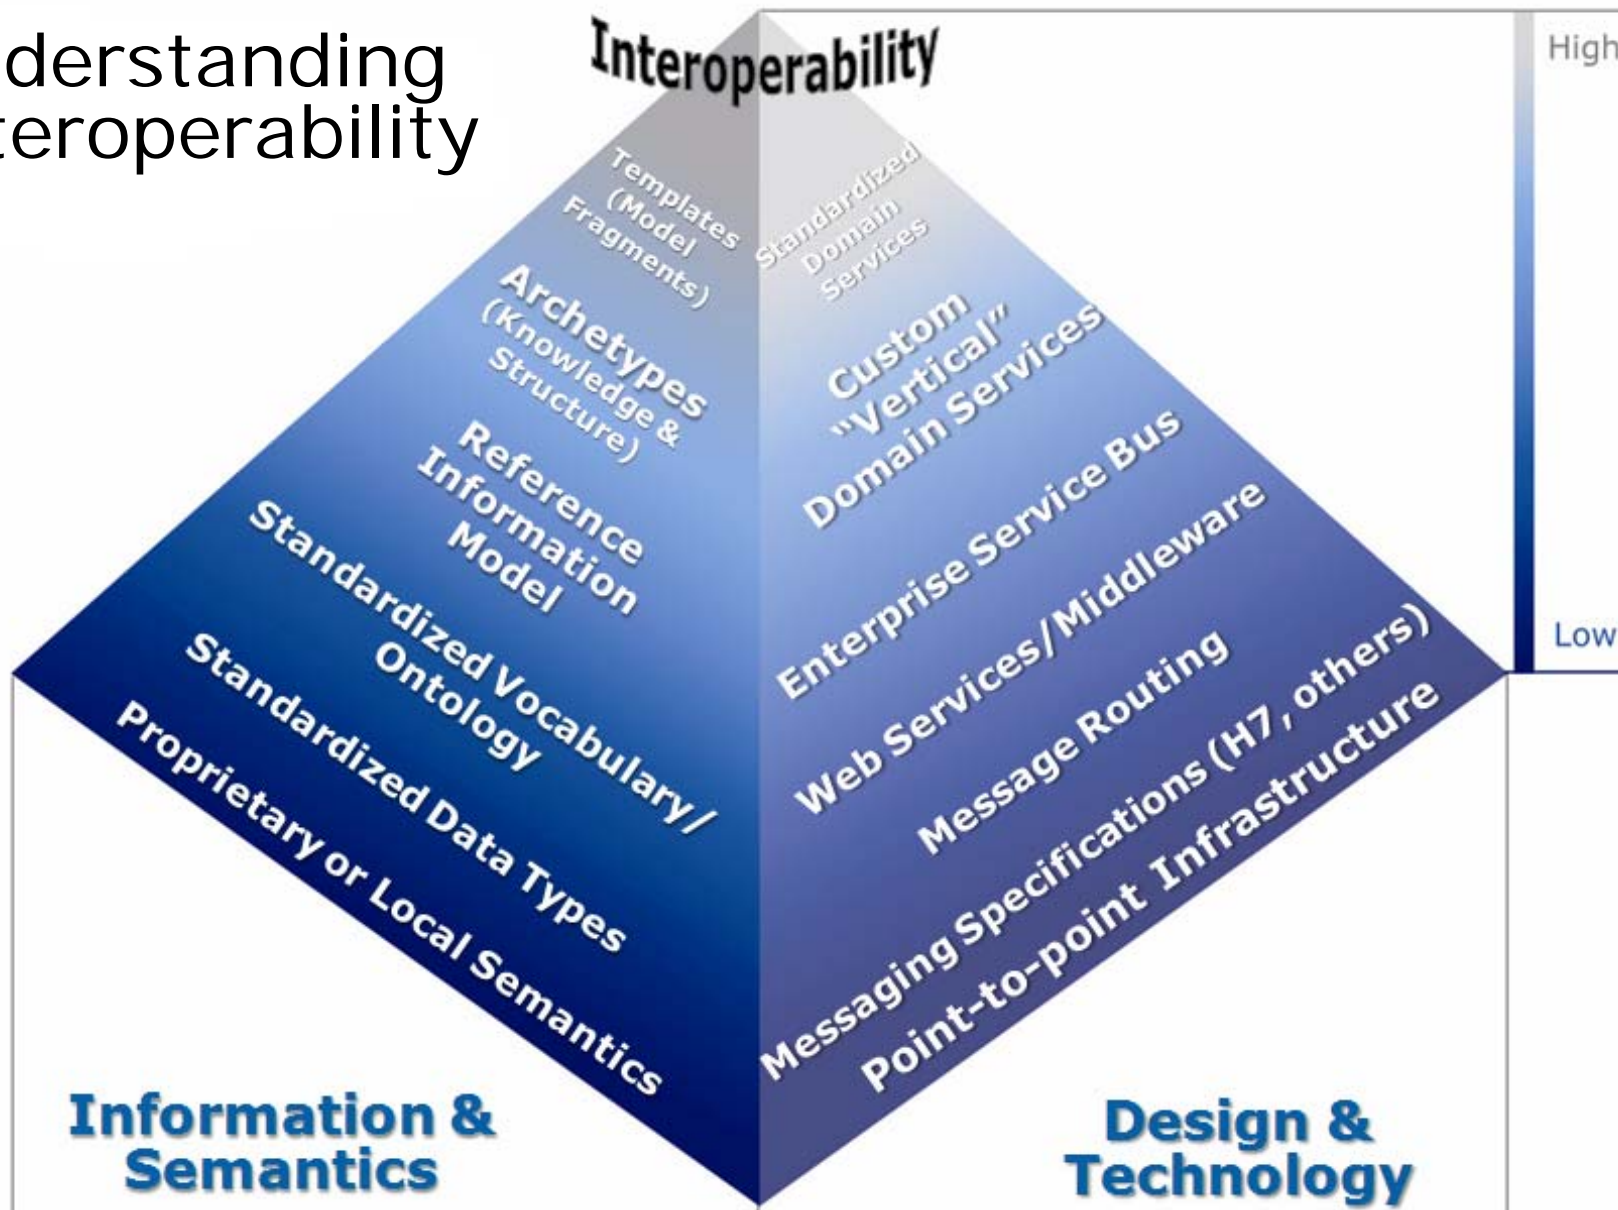 derstanding
teroperability
Interoperability
High
Templates
(Model
Fragments)
Archetypes
(Knowledge &
Structure)
Reference
Information
Model
Standardized Vocabulary/
Ontology
Standardized Data Types
Proprietary or Local Semantics
Standardized
Domain
Services
Custom
“Vertical”
Domain Services
Enterprise Service Bus
Web Services/Middleware
Message Routing
Messaging Specifications (H7, others)
Point-to-point Infrastructure
Low
Information &
Semantics
Design &
Technology